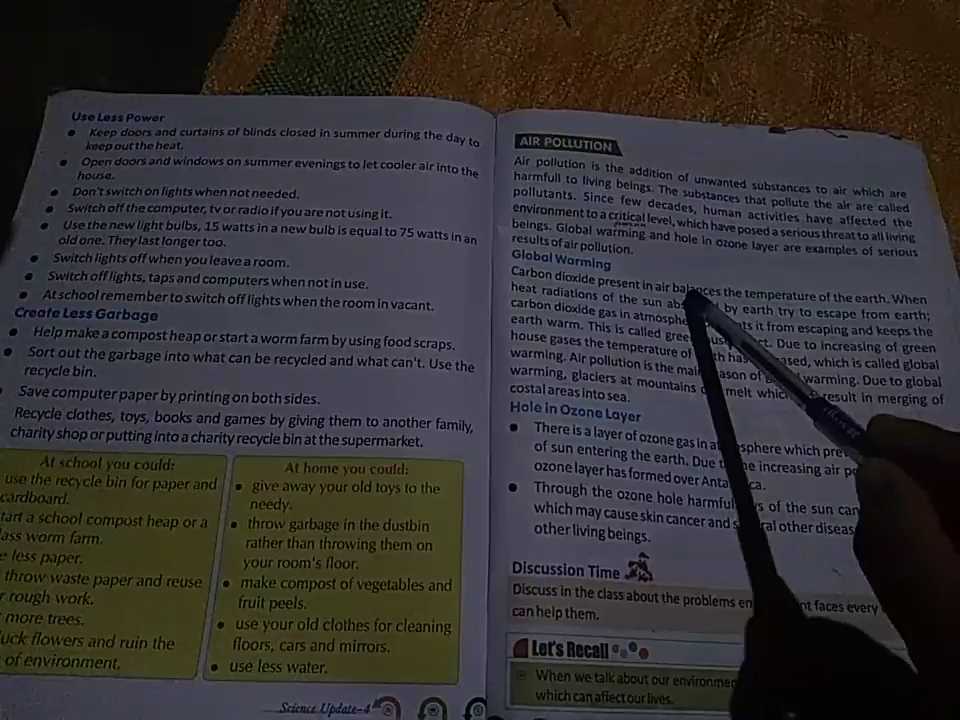 Use Less Power
Keep doors and curtains of blinds closed in summer during the day to
keep out the heat.
Open doors and windows on summer evenings to let cooler air into the
house.
Don't switch on lights when not needed.
Switch off the computer, tv or radio if you are not using it.
Use the new light bulbs, 15 watts in a new bulb is equal to 75 watts in an
old one. They last longer too.
Switch lights off when you leave a room.
Switch off lights, taps and computers when not in use.
At school remember to switch off lights when the room in vacant.
Create Less Garbage
Help make a compost heap or start a worm farm by using food scraps.
Sort out the garbage into what can be recycled and what can't. Use the
recycle bin.
Save computer paper by printing on both sides.
Recycle clothes, toys, books and games by giving them to another family,
charity shop or putting into a charity recycle bin at the supermarket.
At school you could:
use the recycle bin for paper and
cardboard.
tart a school compost heap or a
ass worm farm.
e less paper.
throw waste paper and reuse
r rough work.
more trees.
uck flowers and ruin the
of environment.
At home you could:
give away your old toys to the
needy.
throw garbage in the dustbin
rather than throwing them on
your room's floor.
make compost of vegetables and
fruit peels.
use your old clothes for cleaning
floors, cars and mirrors.
use less water.
Science Update-4
AIR POLLUTION
Air pollution is the addition of unwanted substances to air which are
harmfull to living beings. The substances that pollute the air are called
pollutants. Since few decades, human activities have affected the
environment to a critical level, which have posed a serious threat to all living
beings. Global warming and hole in ozone layer are examples of serious
results of air pollution.
Global Worming
Carbon dioxide present in air balances the temperature of the earth. When
heat radiations of the sun abs by earth try to escape from earth;
carbon dioxide gas in atmosphe ts it from escaping and keeps the
earth warm. This is called gree Due to increasing of green
house gases the temperature of th has ased, which is called global
warming. Air pollution is the mai ason of warming. Due to global
warming, glaciers at mountains melt which result in merging of
costal areas into sea.
Hole in Ozone Layer
There is a layer of ozone gas in at sphere which pre
of sun entering the earth. Due t e increasing air po
ozone layer has formed over Anta ca.
Through the ozone hole harmful s of the sun can
which may cause skin cancer and s al other diseas
other living beings.
Discussion Time
Discuss in the class about the problems en nt faces every
can help them.
Let's Recall
When we talk about our environme
which can affect our lives.